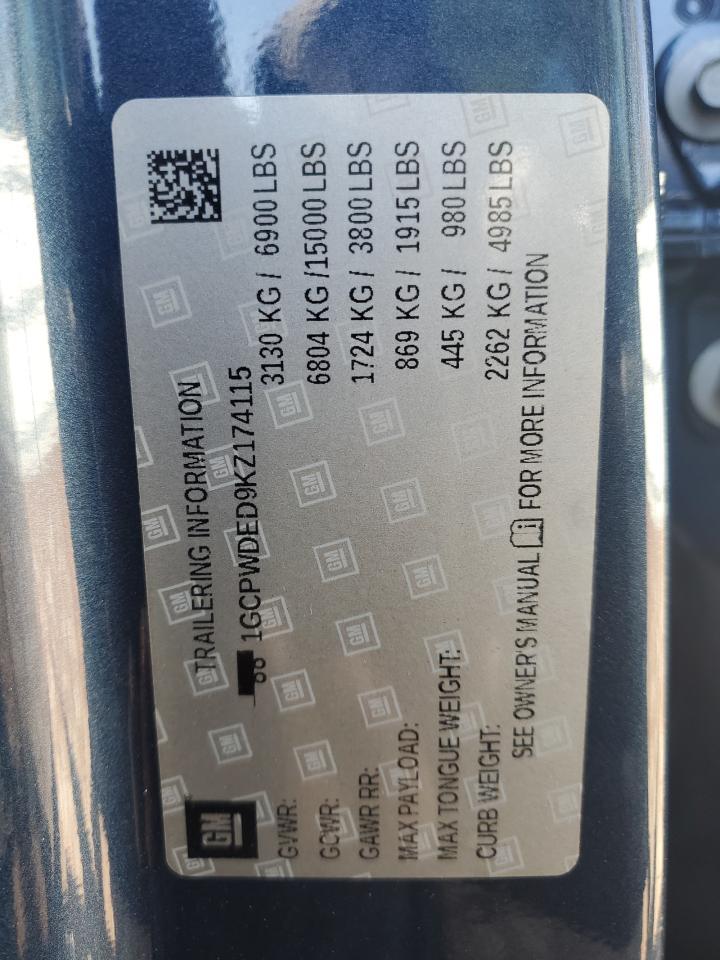 GM
TRAILERING INFORMATION
1GCPWDED9KZ174115
GVWR: 3130 KG / 6900 LBS
GCWR: 6804 KG /15000 LBS
GAWR RR: 1724 KG / 3800 LBS
MAX PAYLOAD: 869 KG / 1915 LBS
MAX TONGUE WEIGHT: 445 KG / 980 LBS
CURB WEIGHT: 2262 KG / 4985 LBS
SEE OWNER'S MANUAL FOR MORE INFORMATION